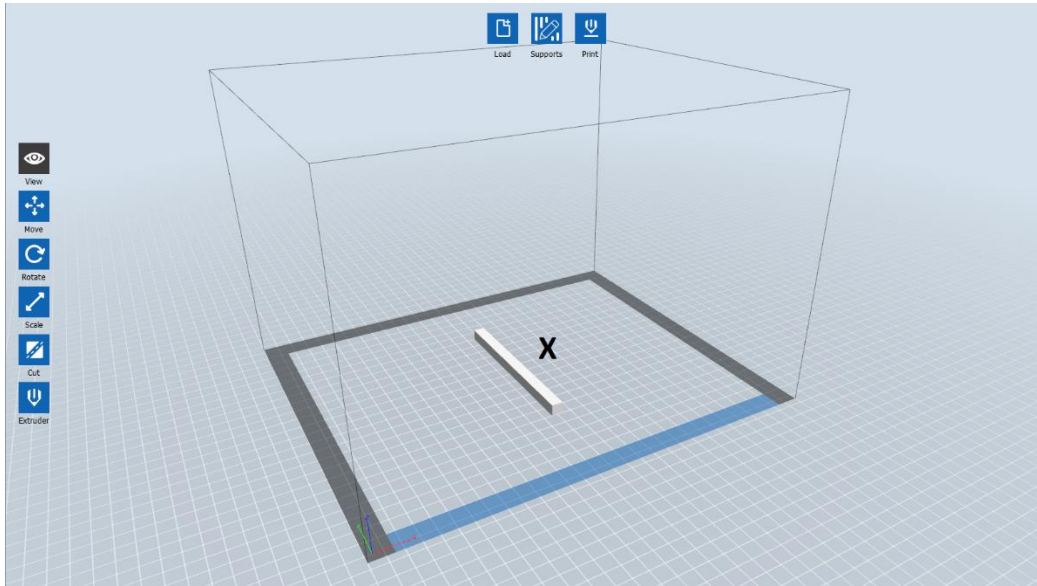 Load
Supports
Print
View
Move
Rotate
Scale
Cut
Extruder
X